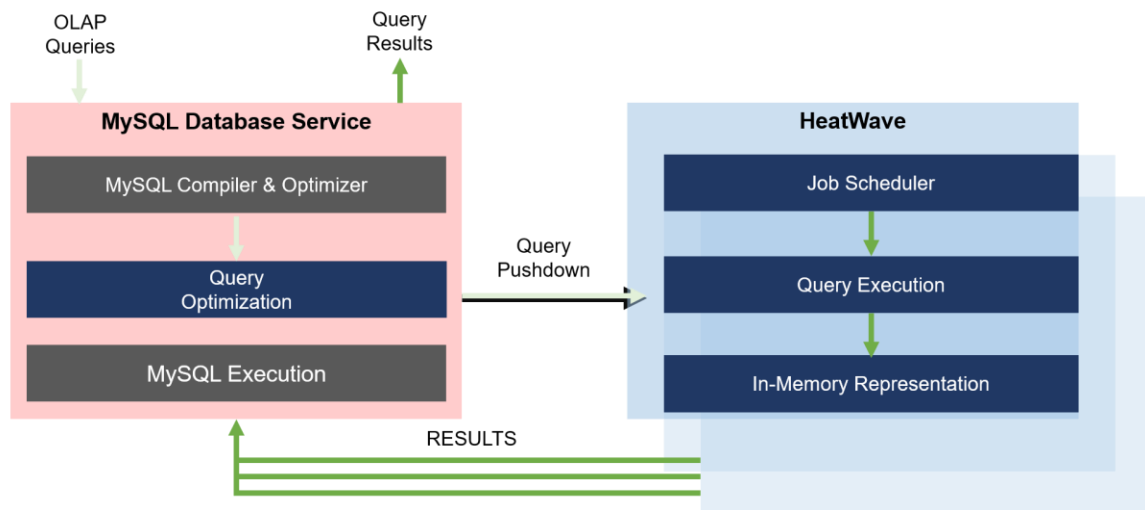 OLAP
Queries
Query
Results
MySQL Database Service
MySQL Compiler & Optimizer
Query
Optimization
MySQL Execution
Query
Pushdown
HeatWave
Job Scheduler
Query Execution
In-Memory Representation
RESULTS